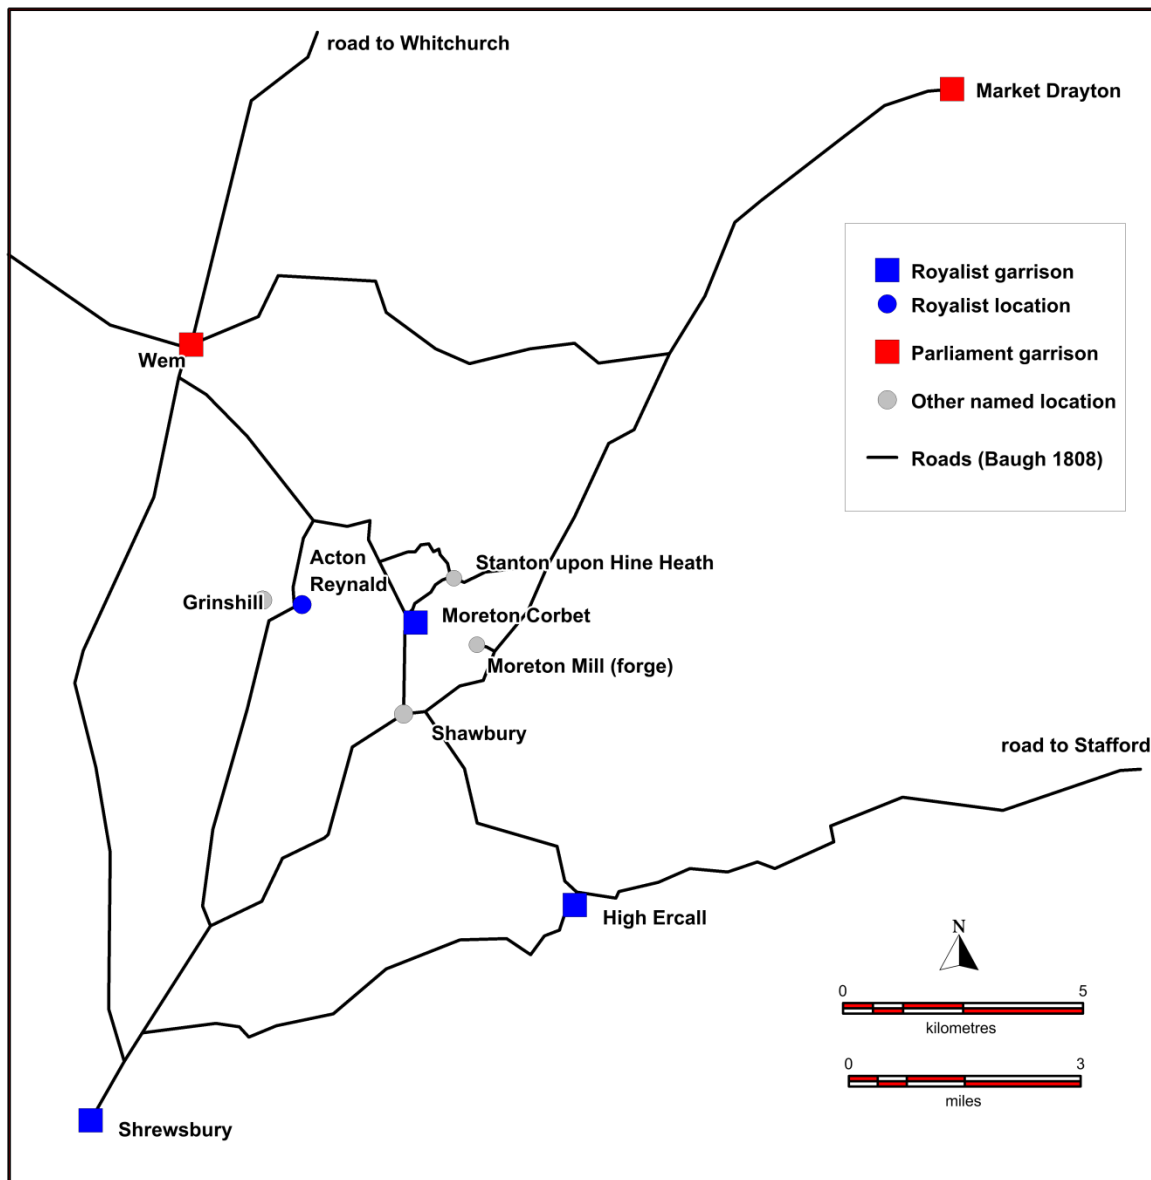 road to Whitchurch
Market Drayton
Royalist garrison
Royalist location
Wem
Parliament garrison
Other named location
Roads (Baugh 1808)
Acton
Reynald
Stanton upon Hine Heath
Grinshill
Moreton Corbet
Moreton Mill (forge)
Shawbury
road to Stafford
High Ercall
N
0 5
kilometres
0 3
miles
Shrewsbury